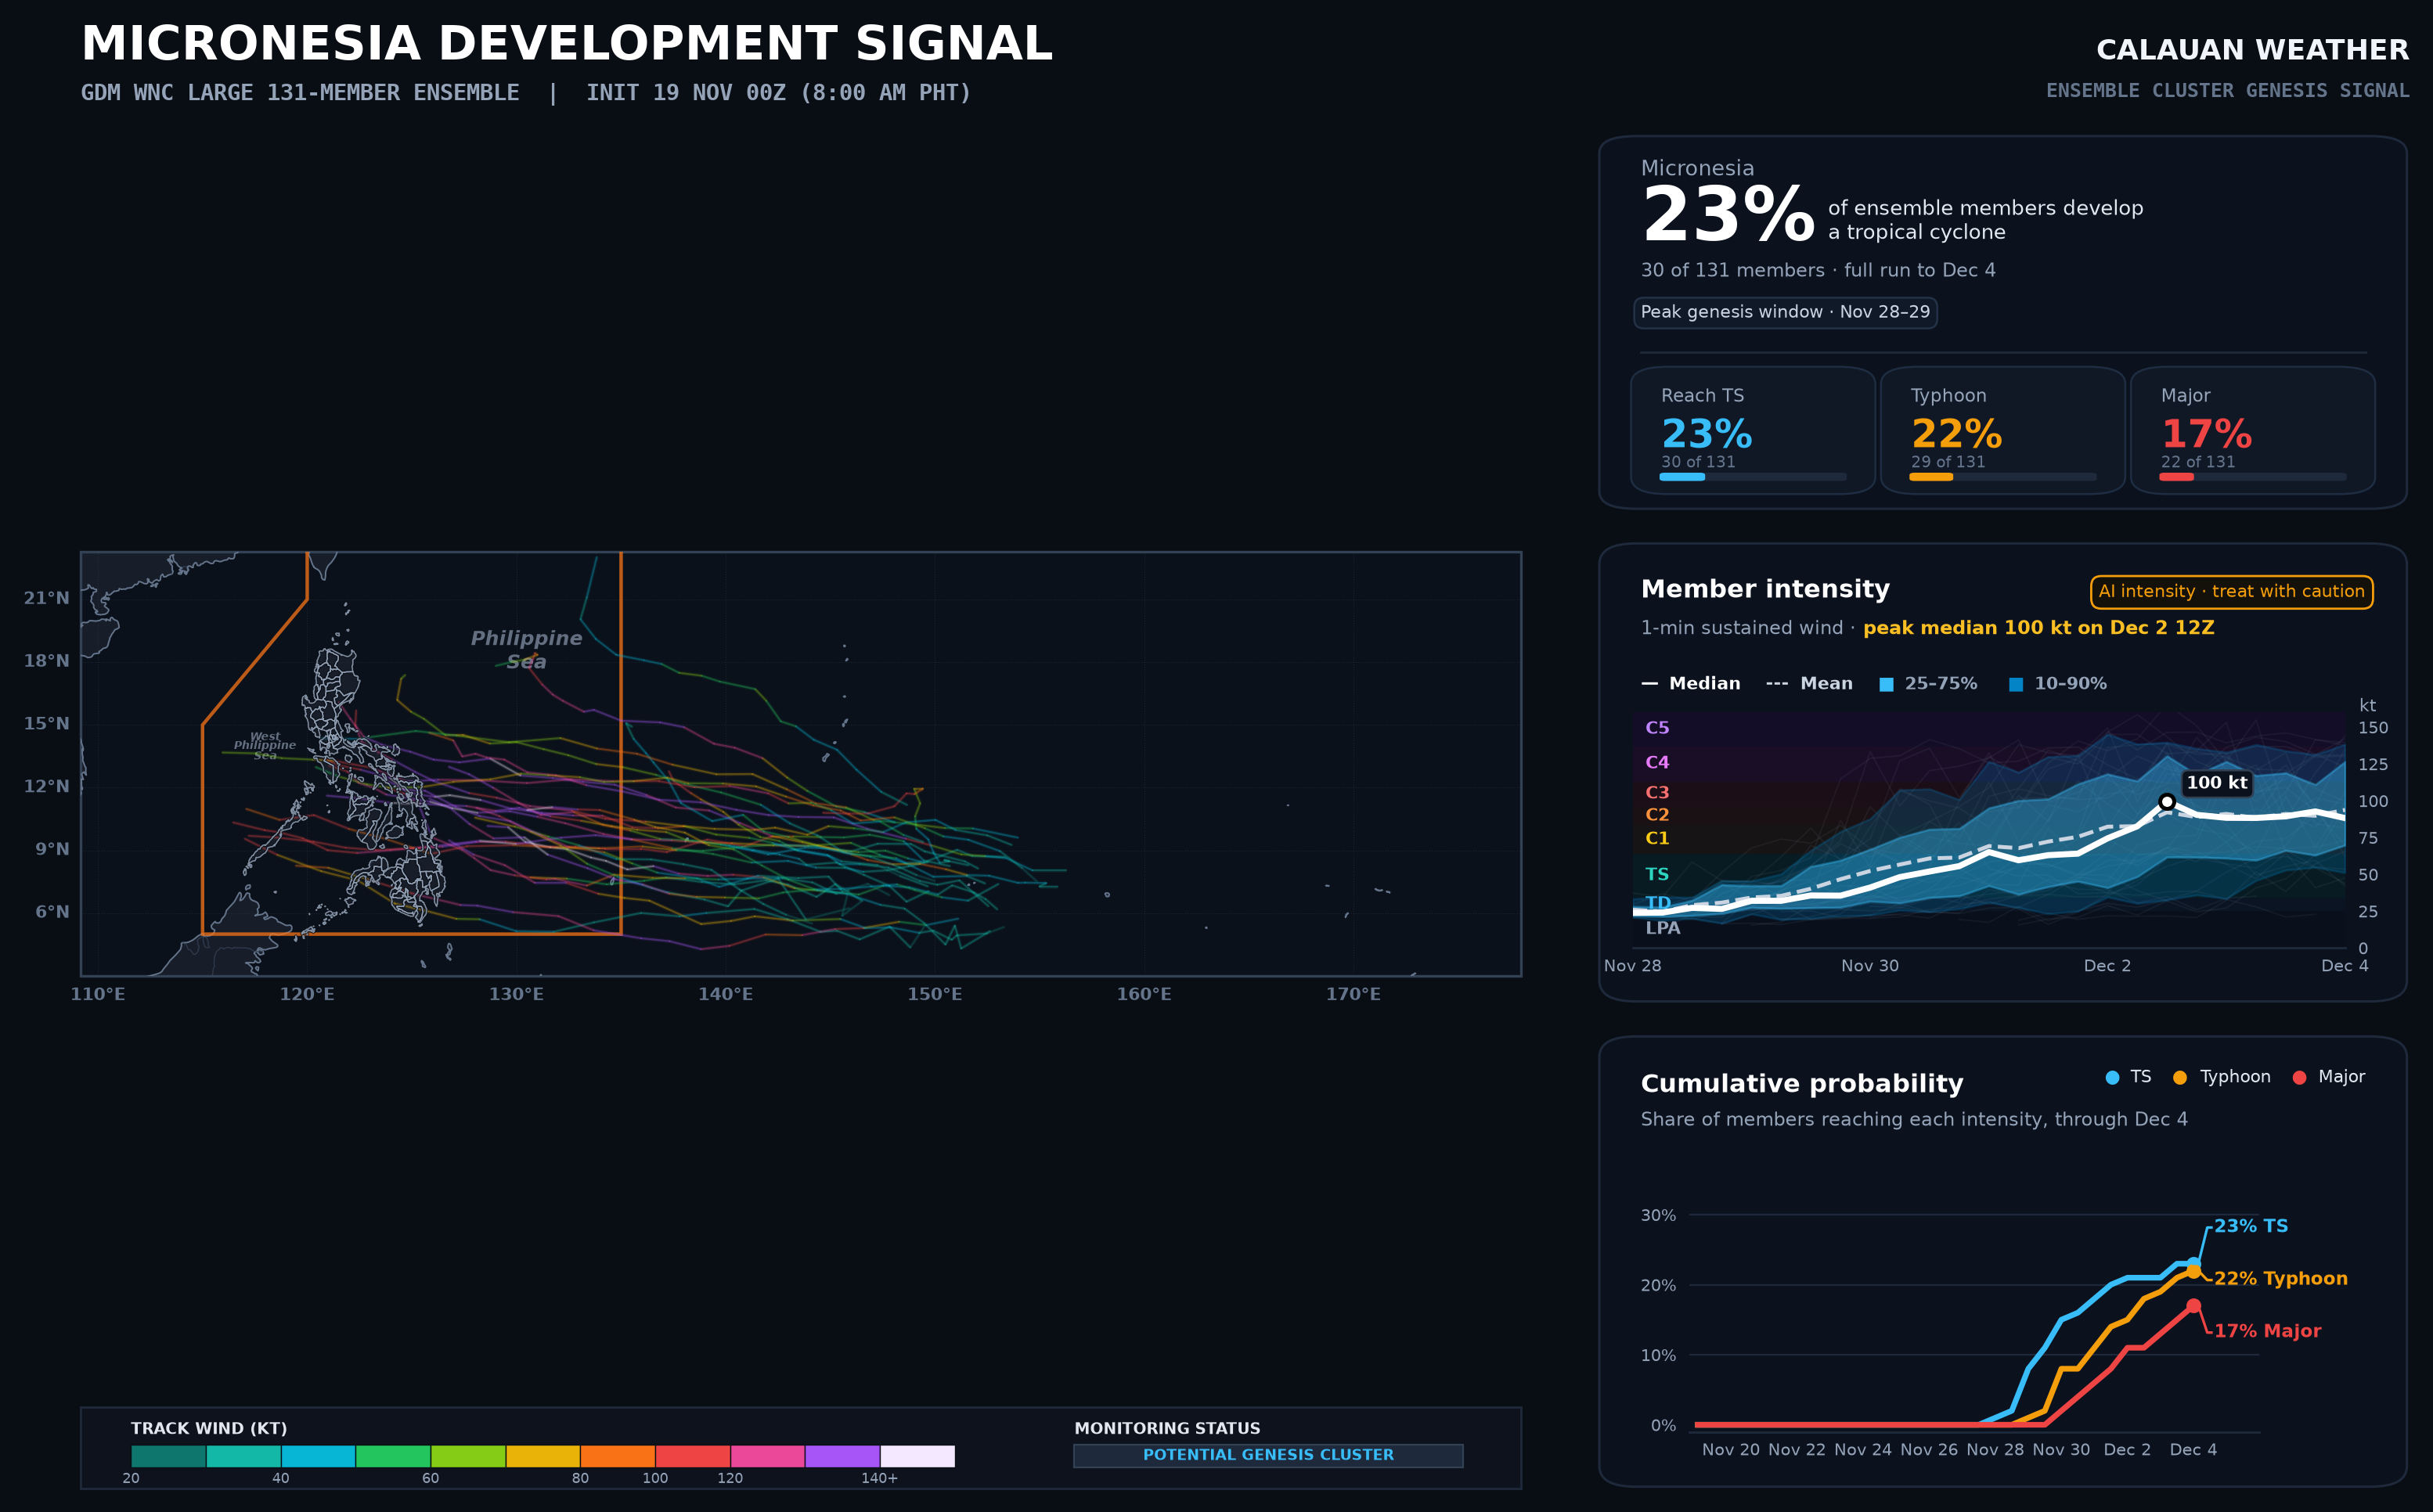 MICRONESIA DEVELOPMENT SIGNAL
GDM WNC LARGE 131-MEMBER ENSEMBLE | INIT 19 NOV 00Z (8:00 AM PHT)
CALAUAN WEATHER
ENSEMBLE CLUSTER GENESIS SIGNAL
Micronesia
23% of ensemble members develop
a tropical cyclone
30 of 131 members · full run to Dec 4
Peak genesis window · Nov 28–29
Reach TS
23%
30 of 131
Typhoon
22%
29 of 131
Major
17%
22 of 131
21°N
18°N
15°N
12°N
9°N
6°N
Philippine
Sea
West
Philippine
Sea
110°E 120°E 130°E 140°E 150°E 160°E 170°E
Member intensity
AI intensity · treat with caution
1-min sustained wind · peak median 100 kt on Dec 2 12Z
Median Mean 25–75% 10–90%
kt
C5
C4
C3
C2
C1
TS
TD
LPA
100 kt
150
125
100
75
50
25
0
Nov 28 Nov 30 Dec 2 Dec 4
Cumulative probability
TS Typhoon Major
Share of members reaching each intensity, through Dec 4
30%
20%
10%
0%
23% TS
22% Typhoon
17% Major
Nov 20 Nov 22 Nov 24 Nov 26 Nov 28 Nov 30 Dec 2 Dec 4
TRACK WIND (KT)
20 40 60 80 100 120 140+
MONITORING STATUS
POTENTIAL GENESIS CLUSTER